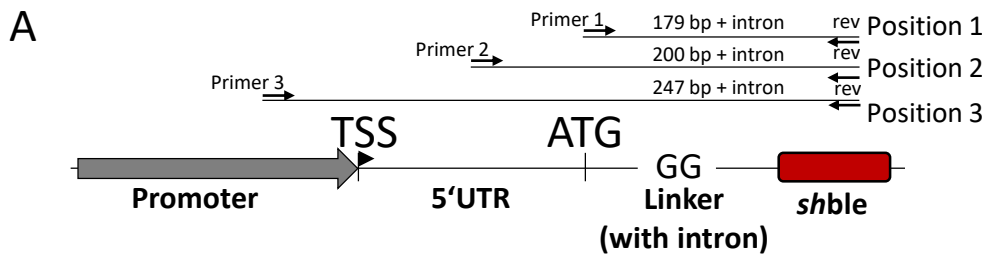 A
Primer 1 179 bp + intron rev Position 1
Primer 2 200 bp + intron rev Position 2
Primer 3 247 bp + intron rev Position 3
TSS ATG
GG
Promoter 5‘UTR Linker shble
(with intron)